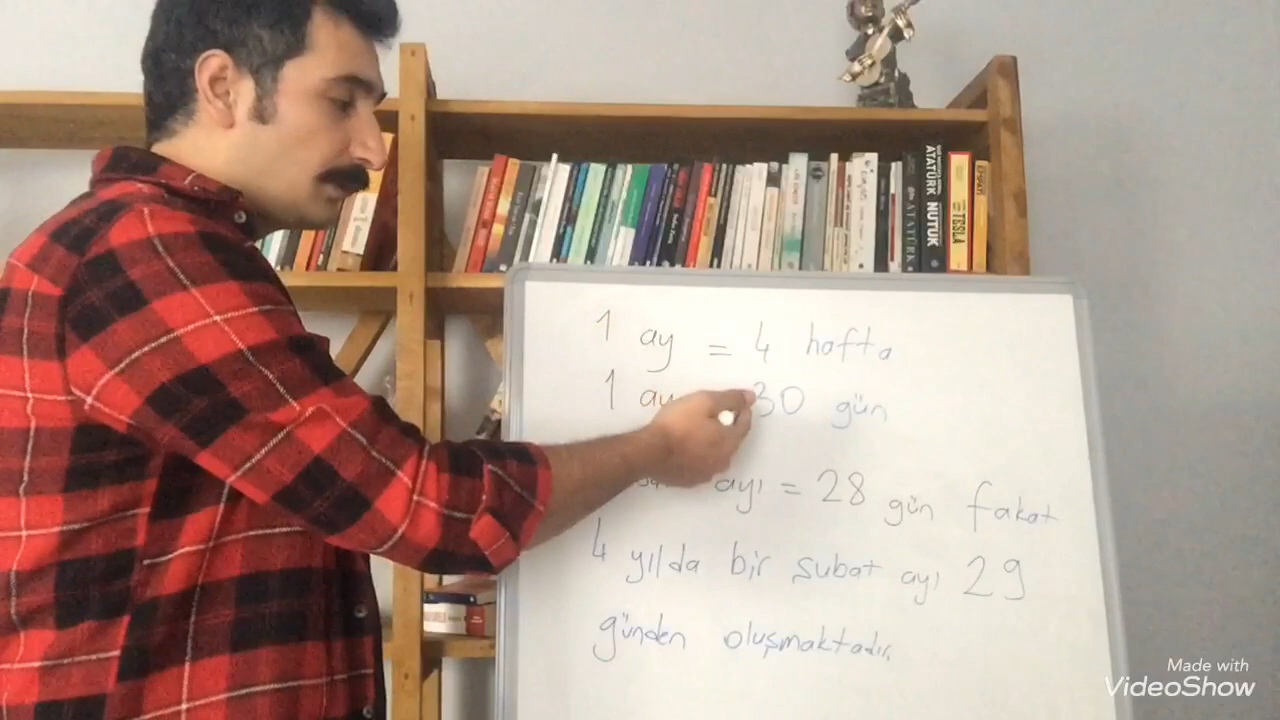 ATATÜRK
NUTUK
ATATÜRK
TESLA
1 ay = 4 hafta
1 ay 30 gün
ayı = 28 gün fakat
4 yılda bir şubat ayı 29
günden oluşmaktadır.
Made with
VideoShow